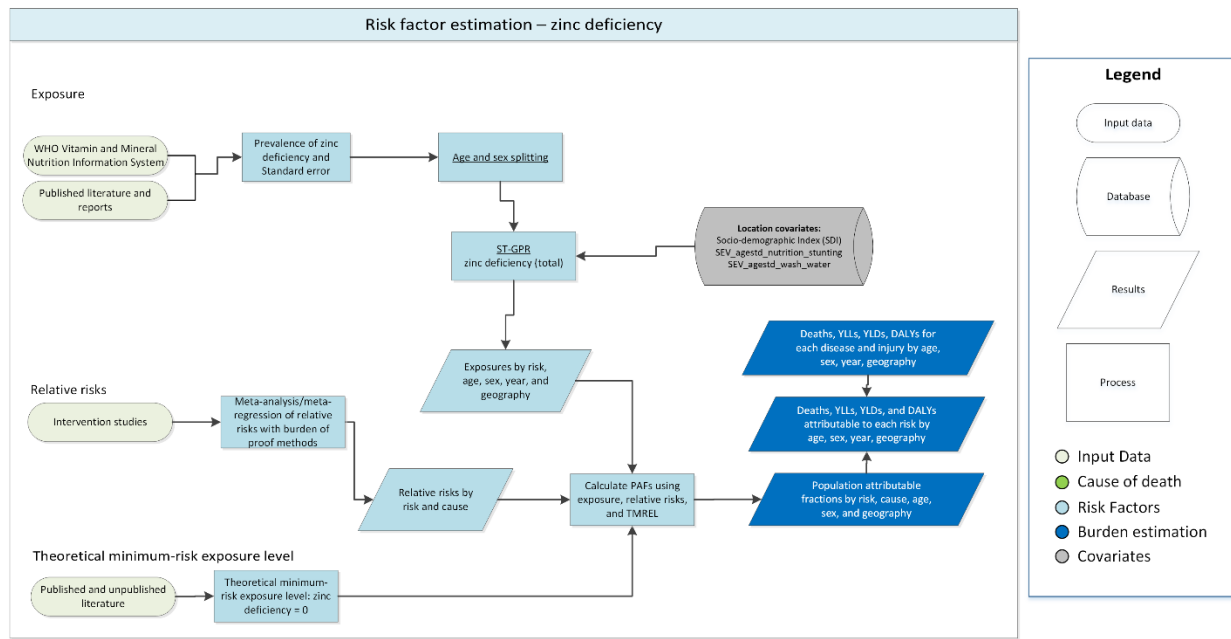 Risk factor estimation – zinc deficiency
Exposure
WHO Vitamin and Mineral
Nutrition Information System
Published literature and
reports
Prevalence of zinc
deficiency and
Standard error
Age and sex splitting
ST-GPR
zinc deficiency (total)
Location covariates:
Socio-demographic Index (SDI)
SEV_agestd_nutrition_stunting
SEV_agestd_wash_water
Exposures by risk,
age, sex, year, and
geography
Relative risks
Intervention studies
Meta-analysis/meta-
regression of relative
risks with burden of
proof methods
Relative risks by
risk and cause
Calculate PAFs using
exposure, relative risks,
and TMREL
Deaths, YLLs, YLDs, DALYs for
each disease and injury by age,
sex, year, geography
Deaths, YLLs, YLDs, and DALYs
attributable to each risk by
age, sex, year, geography
Population attributable
fractions by risk, cause, age,
sex, and geography
Theoretical minimum-risk exposure level
Published and unpublished
literature
Theoretical minimum-
risk exposure level: zinc
deficiency = 0
Legend
Input data
Database
Results
Process
Input Data
Cause of death
Risk Factors
Burden estimation
Covariates